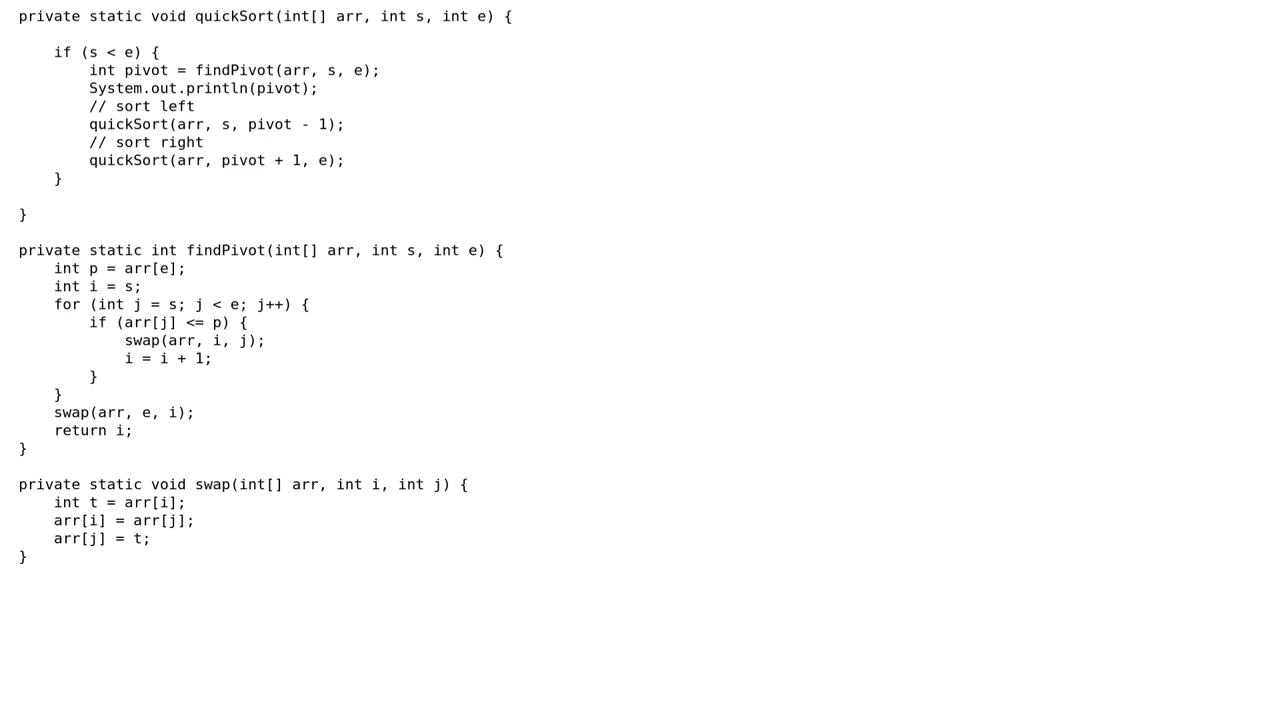 private static void quickSort(int[] arr, int s, int e) {
if (s < e) {
int pivot = findPivot(arr, s, e);
System.out.println(pivot);
// sort left
quickSort(arr, s, pivot - 1);
// sort right
quickSort(arr, pivot + 1, e);
}
}
private static int findPivot(int[] arr, int s, int e) {
int p = arr[e];
int i = s;
for (int j = s; j < e; j++) {
if (arr[j] <= p) {
swap(arr, i, j);
i = i + 1;
}
}
swap(arr, e, i);
return i;
}
private static void swap(int[] arr, int i, int j) {
int t = arr[i];
arr[i] = arr[j];
arr[j] = t;
}